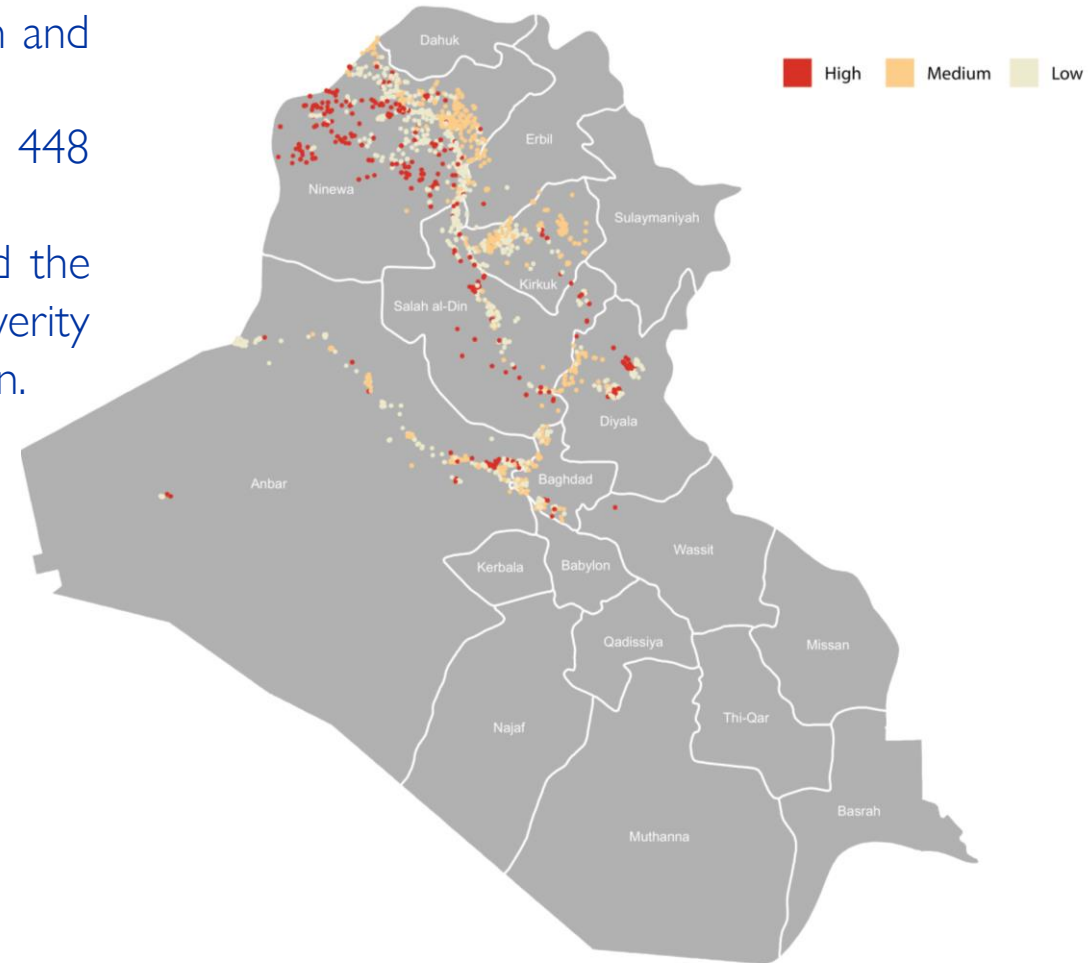 n and
448
d the
verity
n.
High Medium Low
Dahuk
Erbil
Ninewa
Sulaymaniyah
Kirkuk
Salah al-Din
Diyala
Anbar
Baghdad
Wassit
Kerbala
Babylon
Qadissiya
Missan
Thi-Qar
Najaf
Basrah
Muthanna